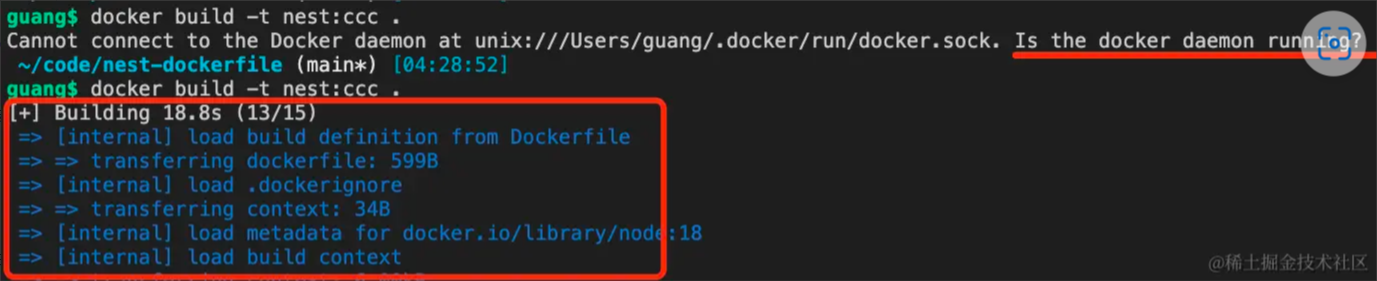 guang$ docker build -t nest:ccc .
Cannot connect to the Docker daemon at unix:///Users/guang/.docker/run/docker.sock. Is the docker daemon running?
~/code/nest-dockerfile (main*) [04:28:52]
guang$ docker build -t nest:ccc .
[+] Building 18.8s (13/15)
=> [internal] load build definition from Dockerfile
=> => transferring dockerfile: 599B
=> [internal] load .dockerignore
=> => transferring context: 34B
=> [internal] load metadata for docker.io/library/node:18
=> [internal] load build context
@稀土掘金技术社区